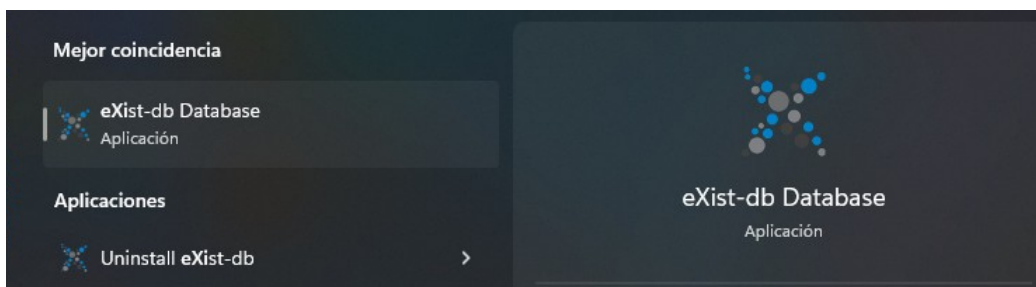 Mejor coincidencia
eXist-db Database
Aplicación
Aplicaciones
Uninstall eXist-db
eXist-db Database
Aplicación